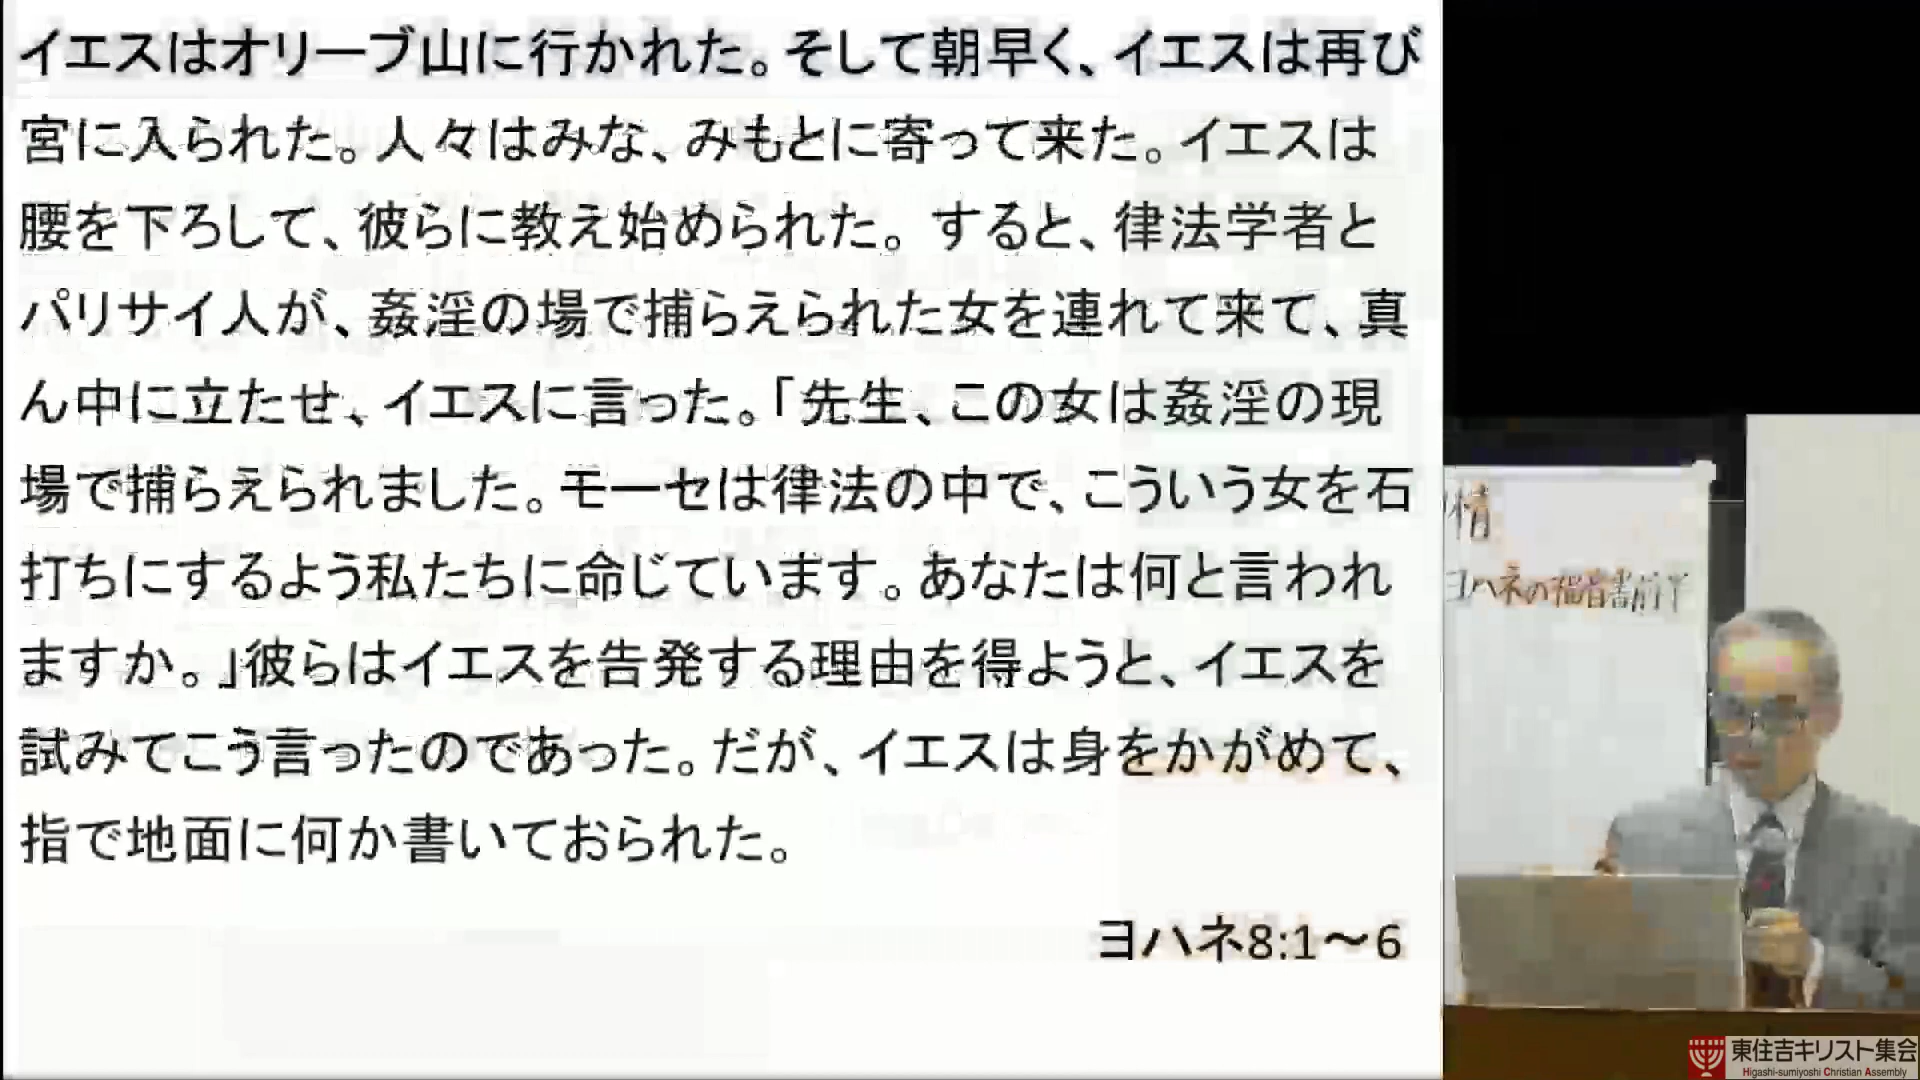 イエスはオリーブ山に行かれた。そして朝早く、イエスは再び
宮に入られた。人々はみな、みもとに寄って来た。イエスは
腰を下ろして、彼らに教え始められた。 すると、律法学者と
パリサイ人が、姦淫の場で捕らえられた女を連れて来て、真
ん中に立たせ、イエスに言った。「先生、この女は姦淫の現
場で捕らえられました。モーセは律法の中で、こういう女を石
打ちにするよう私たちに命じています。あなたは何と言われ
ますか。」彼らはイエスを告発する理由を得ようと、イエスを
試みてこう言ったのであった。だが、イエスは身をかがめて、
指で地面に何か書いておられた。
ヨハネ8:1～6
情
ヨハネの福音書前半
東住吉キリスト集会
Higashi-sumiyoshi Christian Assembly